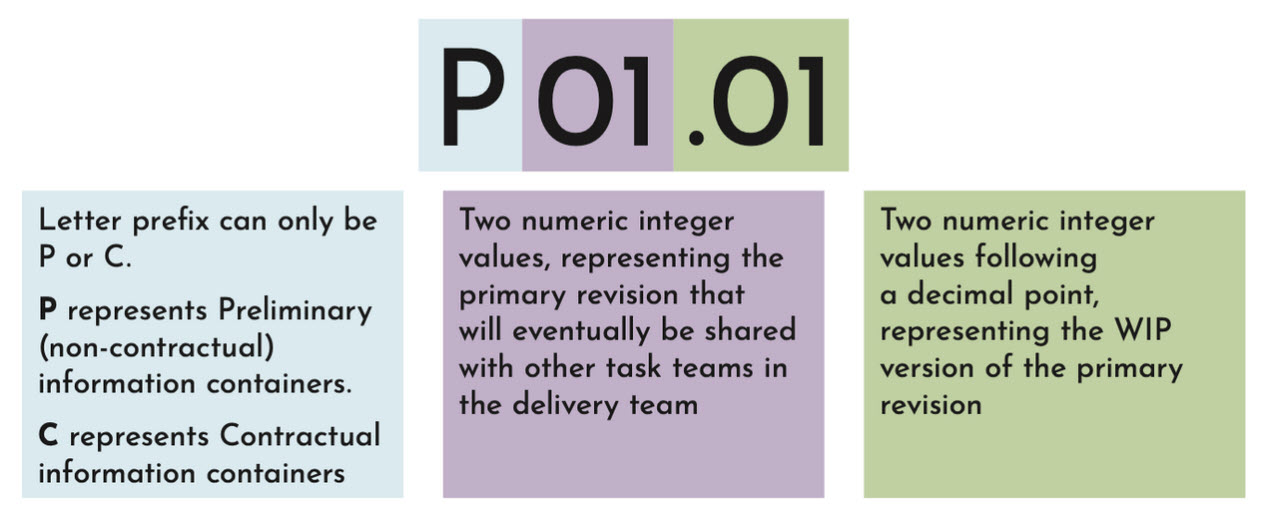 P 01 .01
Letter prefix can only be
P or C.
P represents Preliminary
(non-contractual)
information containers.
C represents Contractual
information containers
Two numeric integer
values, representing the
primary revision that
will eventually be shared
with other task teams in
the delivery team
Two numeric integer
values following
a decimal point,
representing the WIP
version of the primary
revision